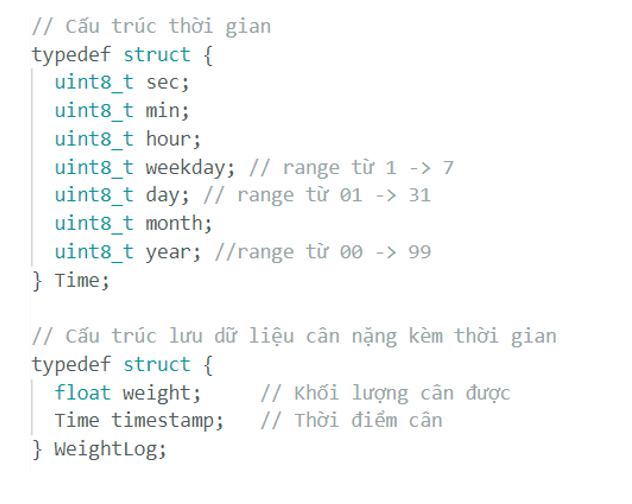 // Cấu trúc thời gian
typedef struct {
uint8_t sec;
uint8_t min;
uint8_t hour;
uint8_t weekday; // range từ 1 -> 7
uint8_t day; // range từ 01 -> 31
uint8_t month;
uint8_t year; //range từ 00 -> 99
} Time;
// Cấu trúc lưu dữ liệu cân nặng kèm thời gian
typedef struct {
float weight; // Khối lượng cân được
Time timestamp; // Thời điểm cân
} WeightLog;